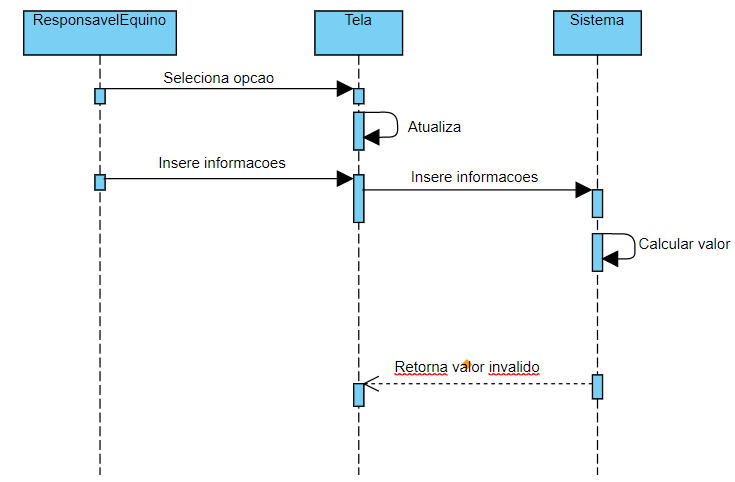 ResponsavelEquino
Tela
Sistema
Seleciona opcao
Atualiza
Insere informacoes
Insere informacoes
Calcular valor
Retorna valor invalido